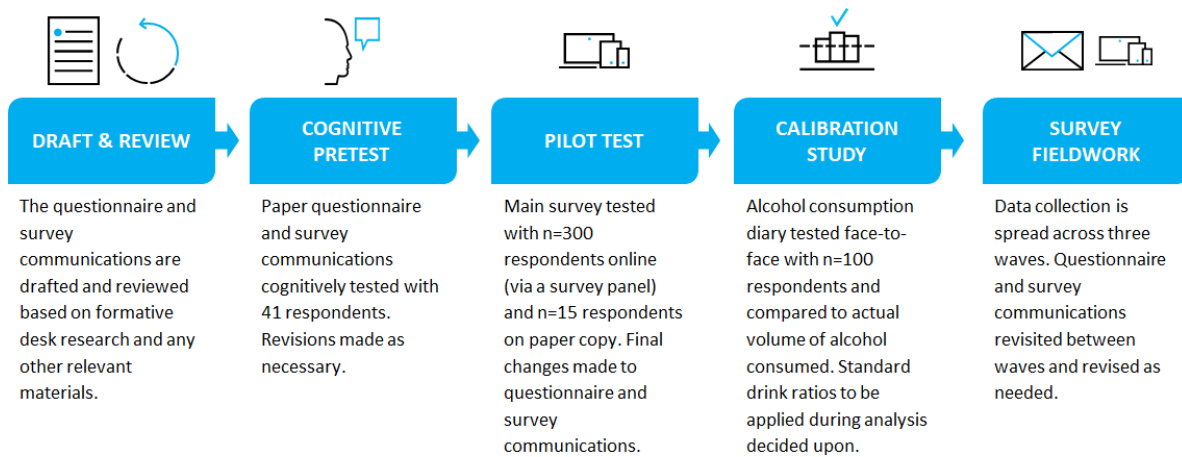 DRAFT & REVIEW
The questionnaire and
survey
communications are
drafted and reviewed
based on formative
desk research and any
other relevant
materials.
COGNITIVE
PRETEST
Paper questionnaire
and survey
communications
cognitively tested with
41 respondents.
Revisions made as
necessary.
PILOT TEST
Main survey tested
with n=300
respondents online
(via a survey panel)
and n=15 respondents
on paper copy. Final
changes made to
questionnaire and
survey
communications.
CALIBRATION
STUDY
Alcohol consumption
diary tested face-to-
face with n=100
respondents and
compared to actual
volume of alcohol
consumed. Standard
drink ratios to be
applied during analysis
decided upon.
SURVEY
FIELDWORK
Data collection is
spread across three
waves. Questionnaire
and survey
communications
revisited between
waves and revised as
needed.